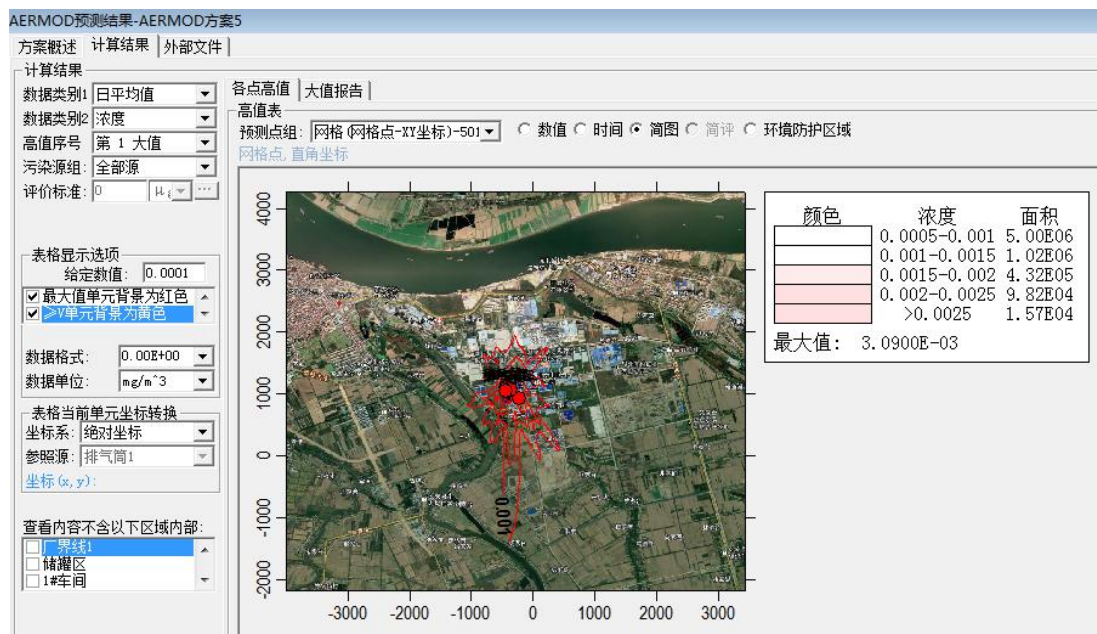 AERMOD预测结果-AERMOD方案5
方案概述 计算结果 外部文件
计算结果
数据类别1 日平均值
数据类别2 浓度
高值序号 第 1 大值
污染源组: 全部源
评价标准: 0
表格显示选项
给定数值: 0.0001
最大值单元背景为红色
≥V单元背景为黄色
数据格式: 0.00E+00
数据单位: mg/m^3
表格当前单元坐标转换
坐标系: 绝对坐标
参照源: 排气筒1
坐标(x,y):
查看内容不含以下区域内部:
厂界线1
储罐区
1#车间
各点高值 大值报告
高值表
预测点组: 网格(网格点-XY坐标)-501 数值 时间 简图 简评 环境防护区域
网格点,直角坐标
4000
3000
2000
1000
0
-1000
-2000
0.001
-3000 -2000 -1000 0 1000 2000 3000
颜色 浓度 面积
0.0005-0.001 5.00E06
0.001-0.0015 1.02E06
0.0015-0.002 4.32E05
0.002-0.0025 9.82E04
>0.0025 1.57E04
最大值: 3.0900E-03